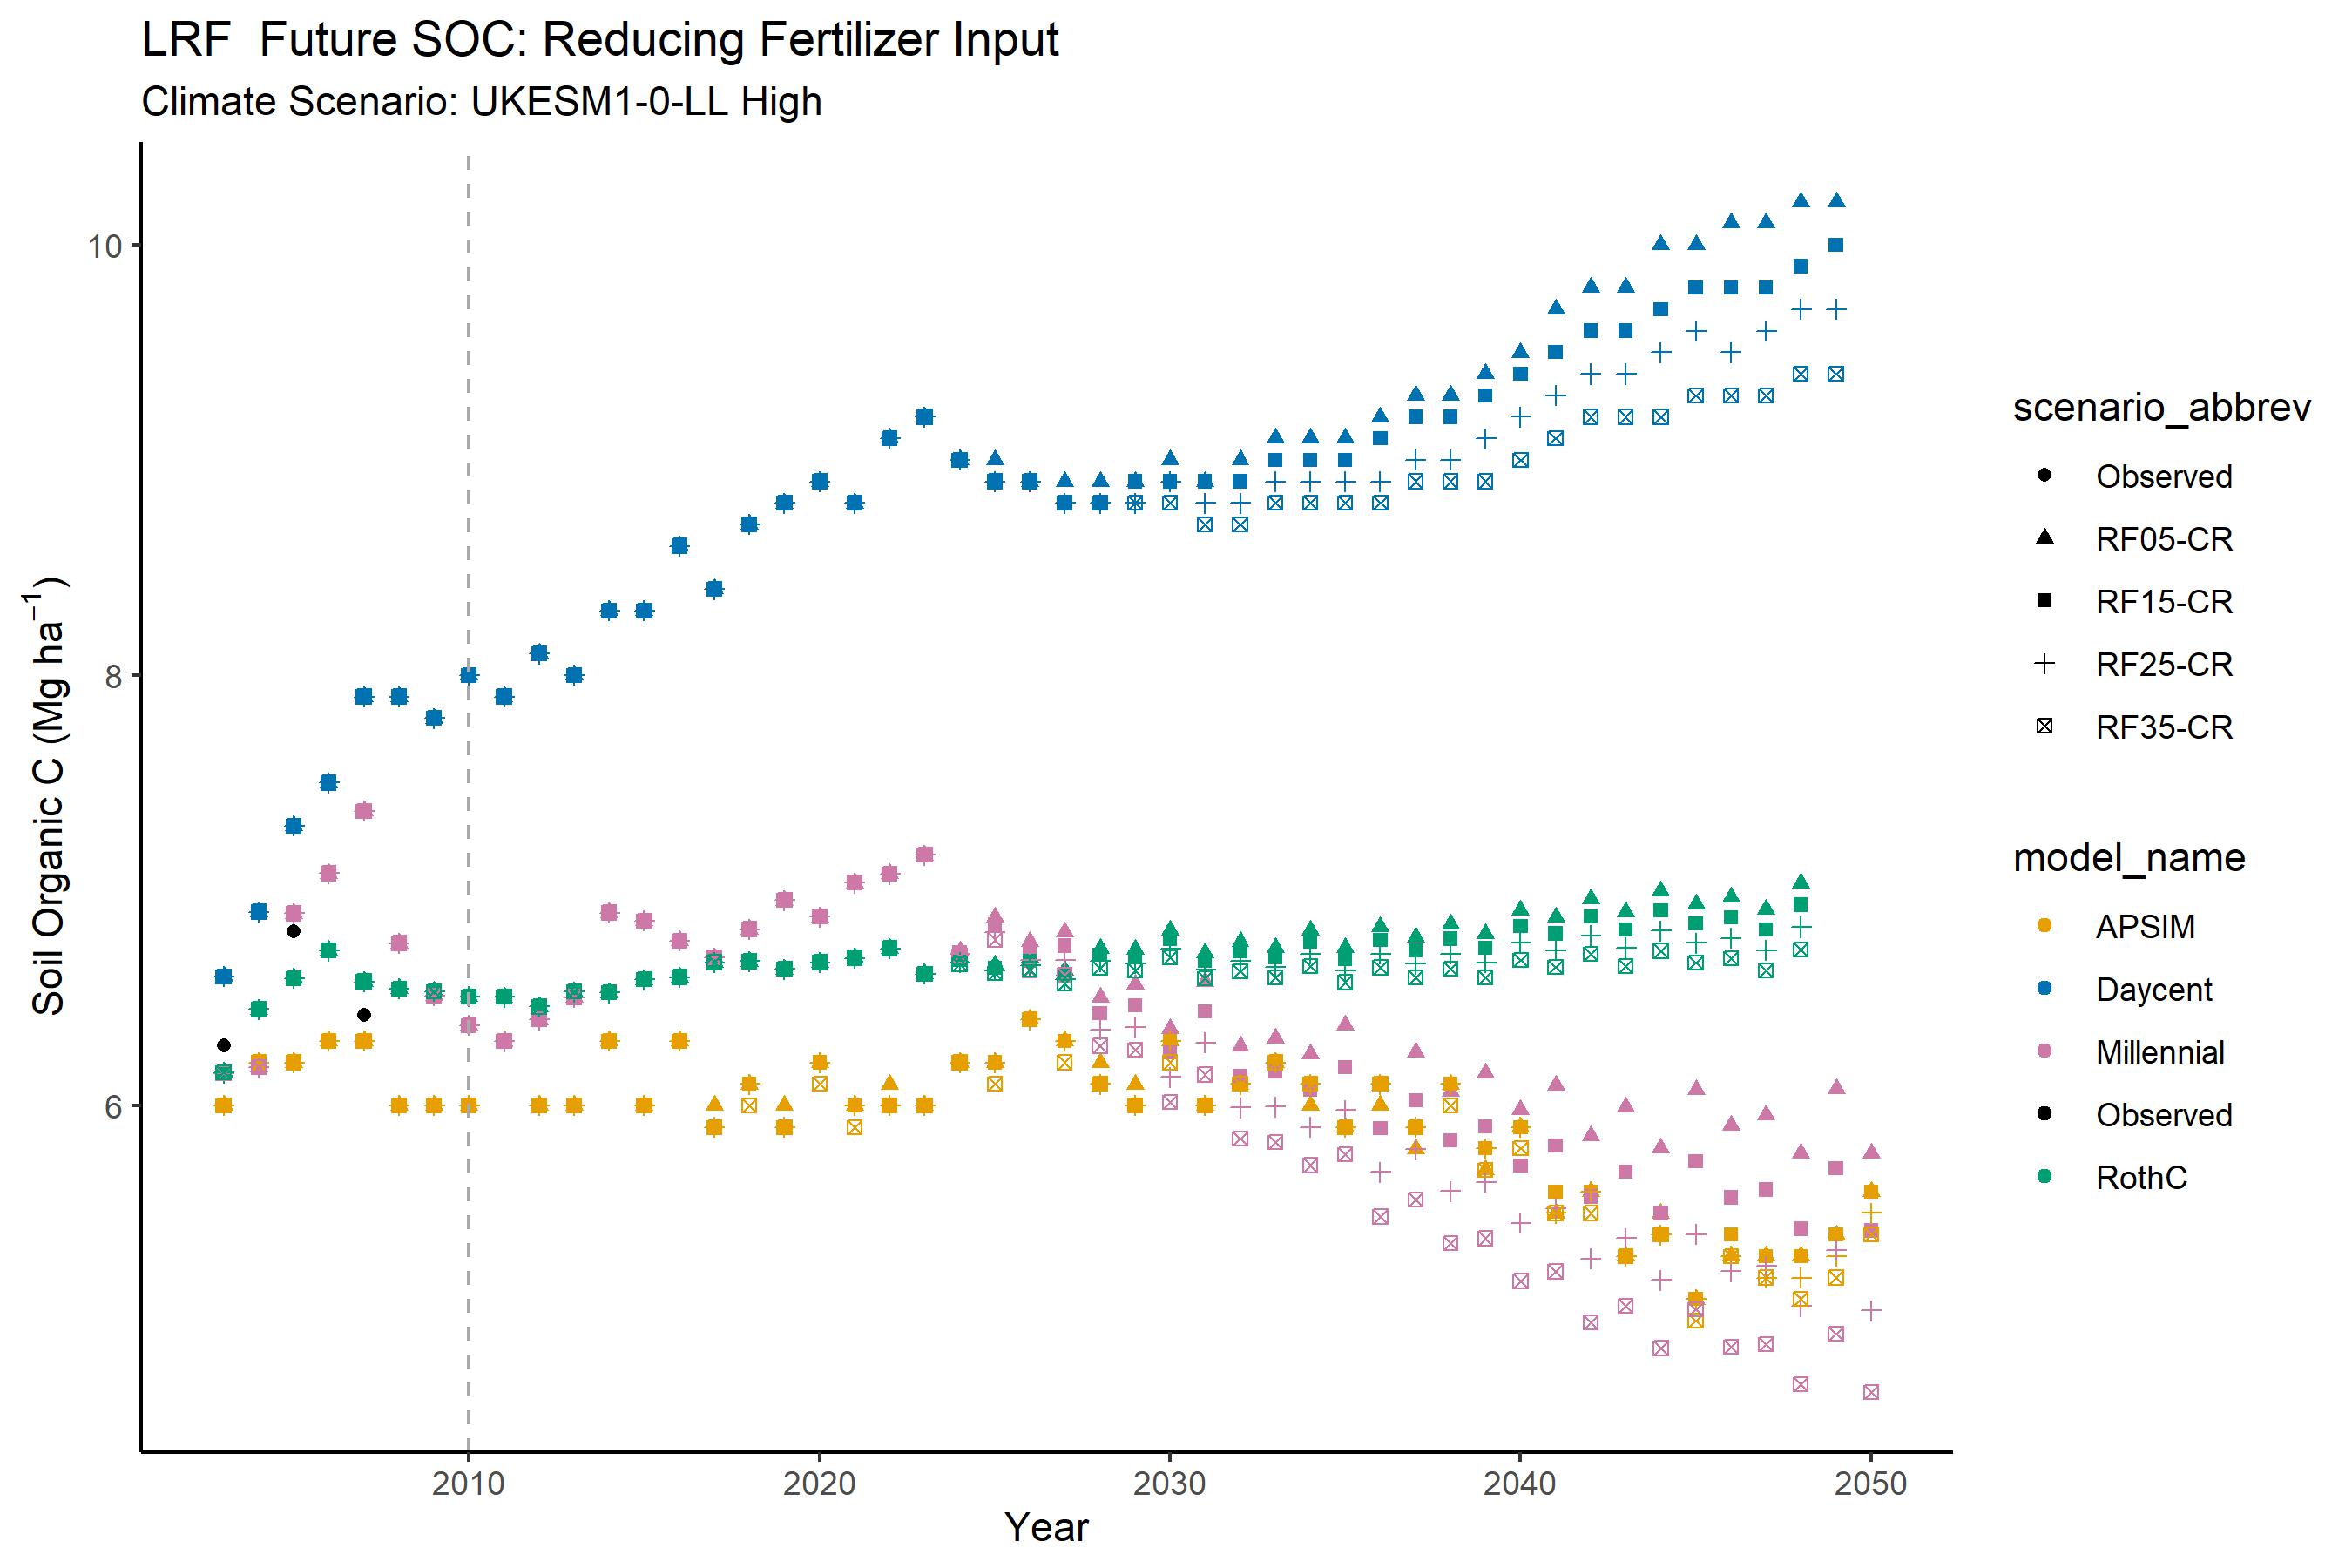 LRF  Future SOC: Reducing Fertilizer Input
Climate Scenario: UKESM1-0-LL High
Soil Organic C (Mg ha⁻¹)
10
8
6
2010
2020
2030
2040
2050
Year
scenario_abbrev
Observed
RF05-CR
RF15-CR
RF25-CR
RF35-CR
model_name
APSIM
Daycent
Millennial
Observed
RothC